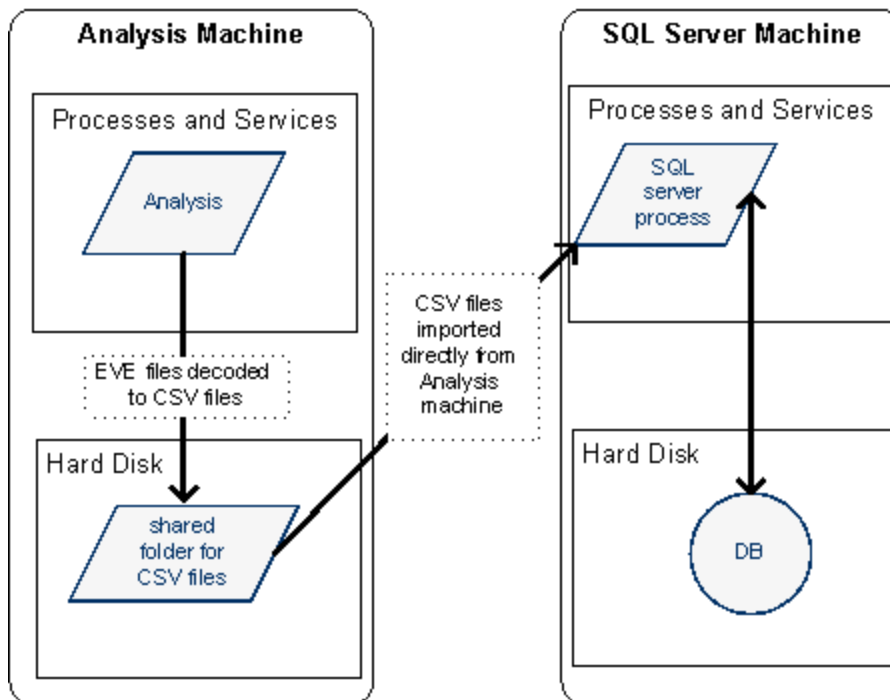 Analysis Machine
Processes and Services
Analysis
EVE files decoded
to CSV files
Hard Disk
shared
folder for
CSV files
CSV files
imported
directly from
Analysis
machine
SQL Server Machine
Processes and Services
SQL
server
process
Hard Disk
DB